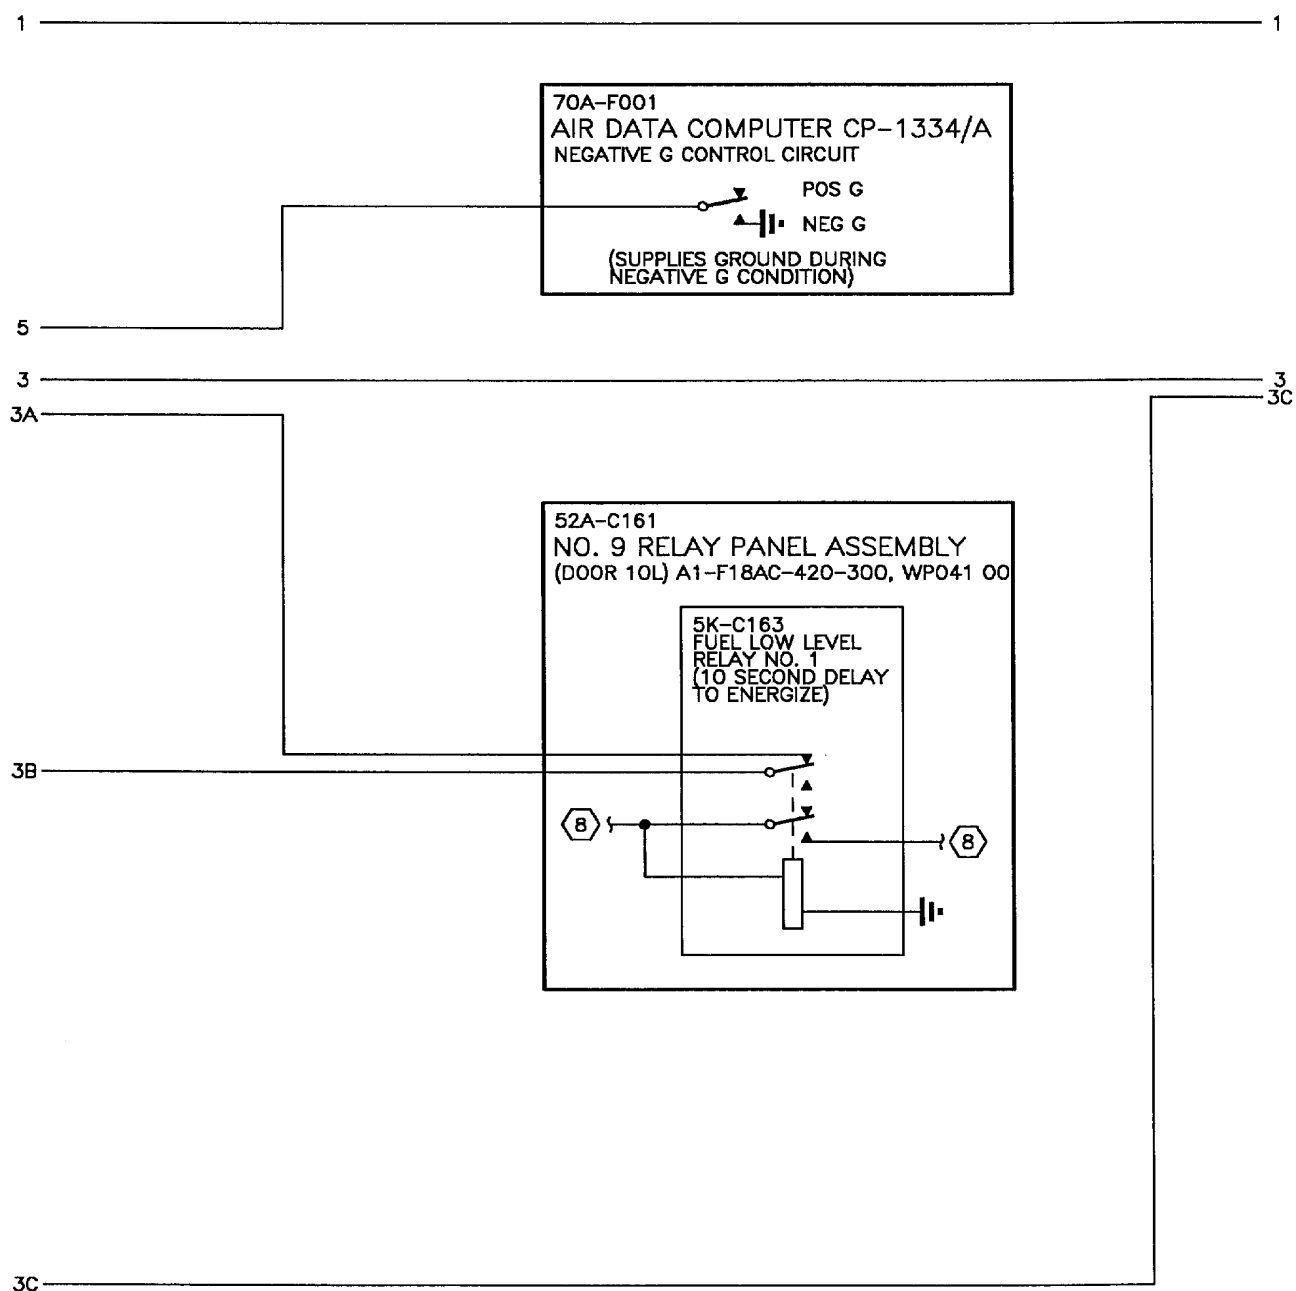 1 1
70A-F001
AIR DATA COMPUTER CP-1334/A
NEGATIVE G CONTROL CIRCUIT
POS G
NEG G
(SUPPLIES GROUND DURING
NEGATIVE G CONDITION)
5
3 3
3A 3C
52A-C161
NO. 9 RELAY PANEL ASSEMBLY
(DOOR 10L) A1-F18AC-420-300, WP041 00
5K-C163
FUEL LOW LEVEL
RELAY NO. 1
(10 SECOND DELAY
TO ENERGIZE)
3B
8 8
3C